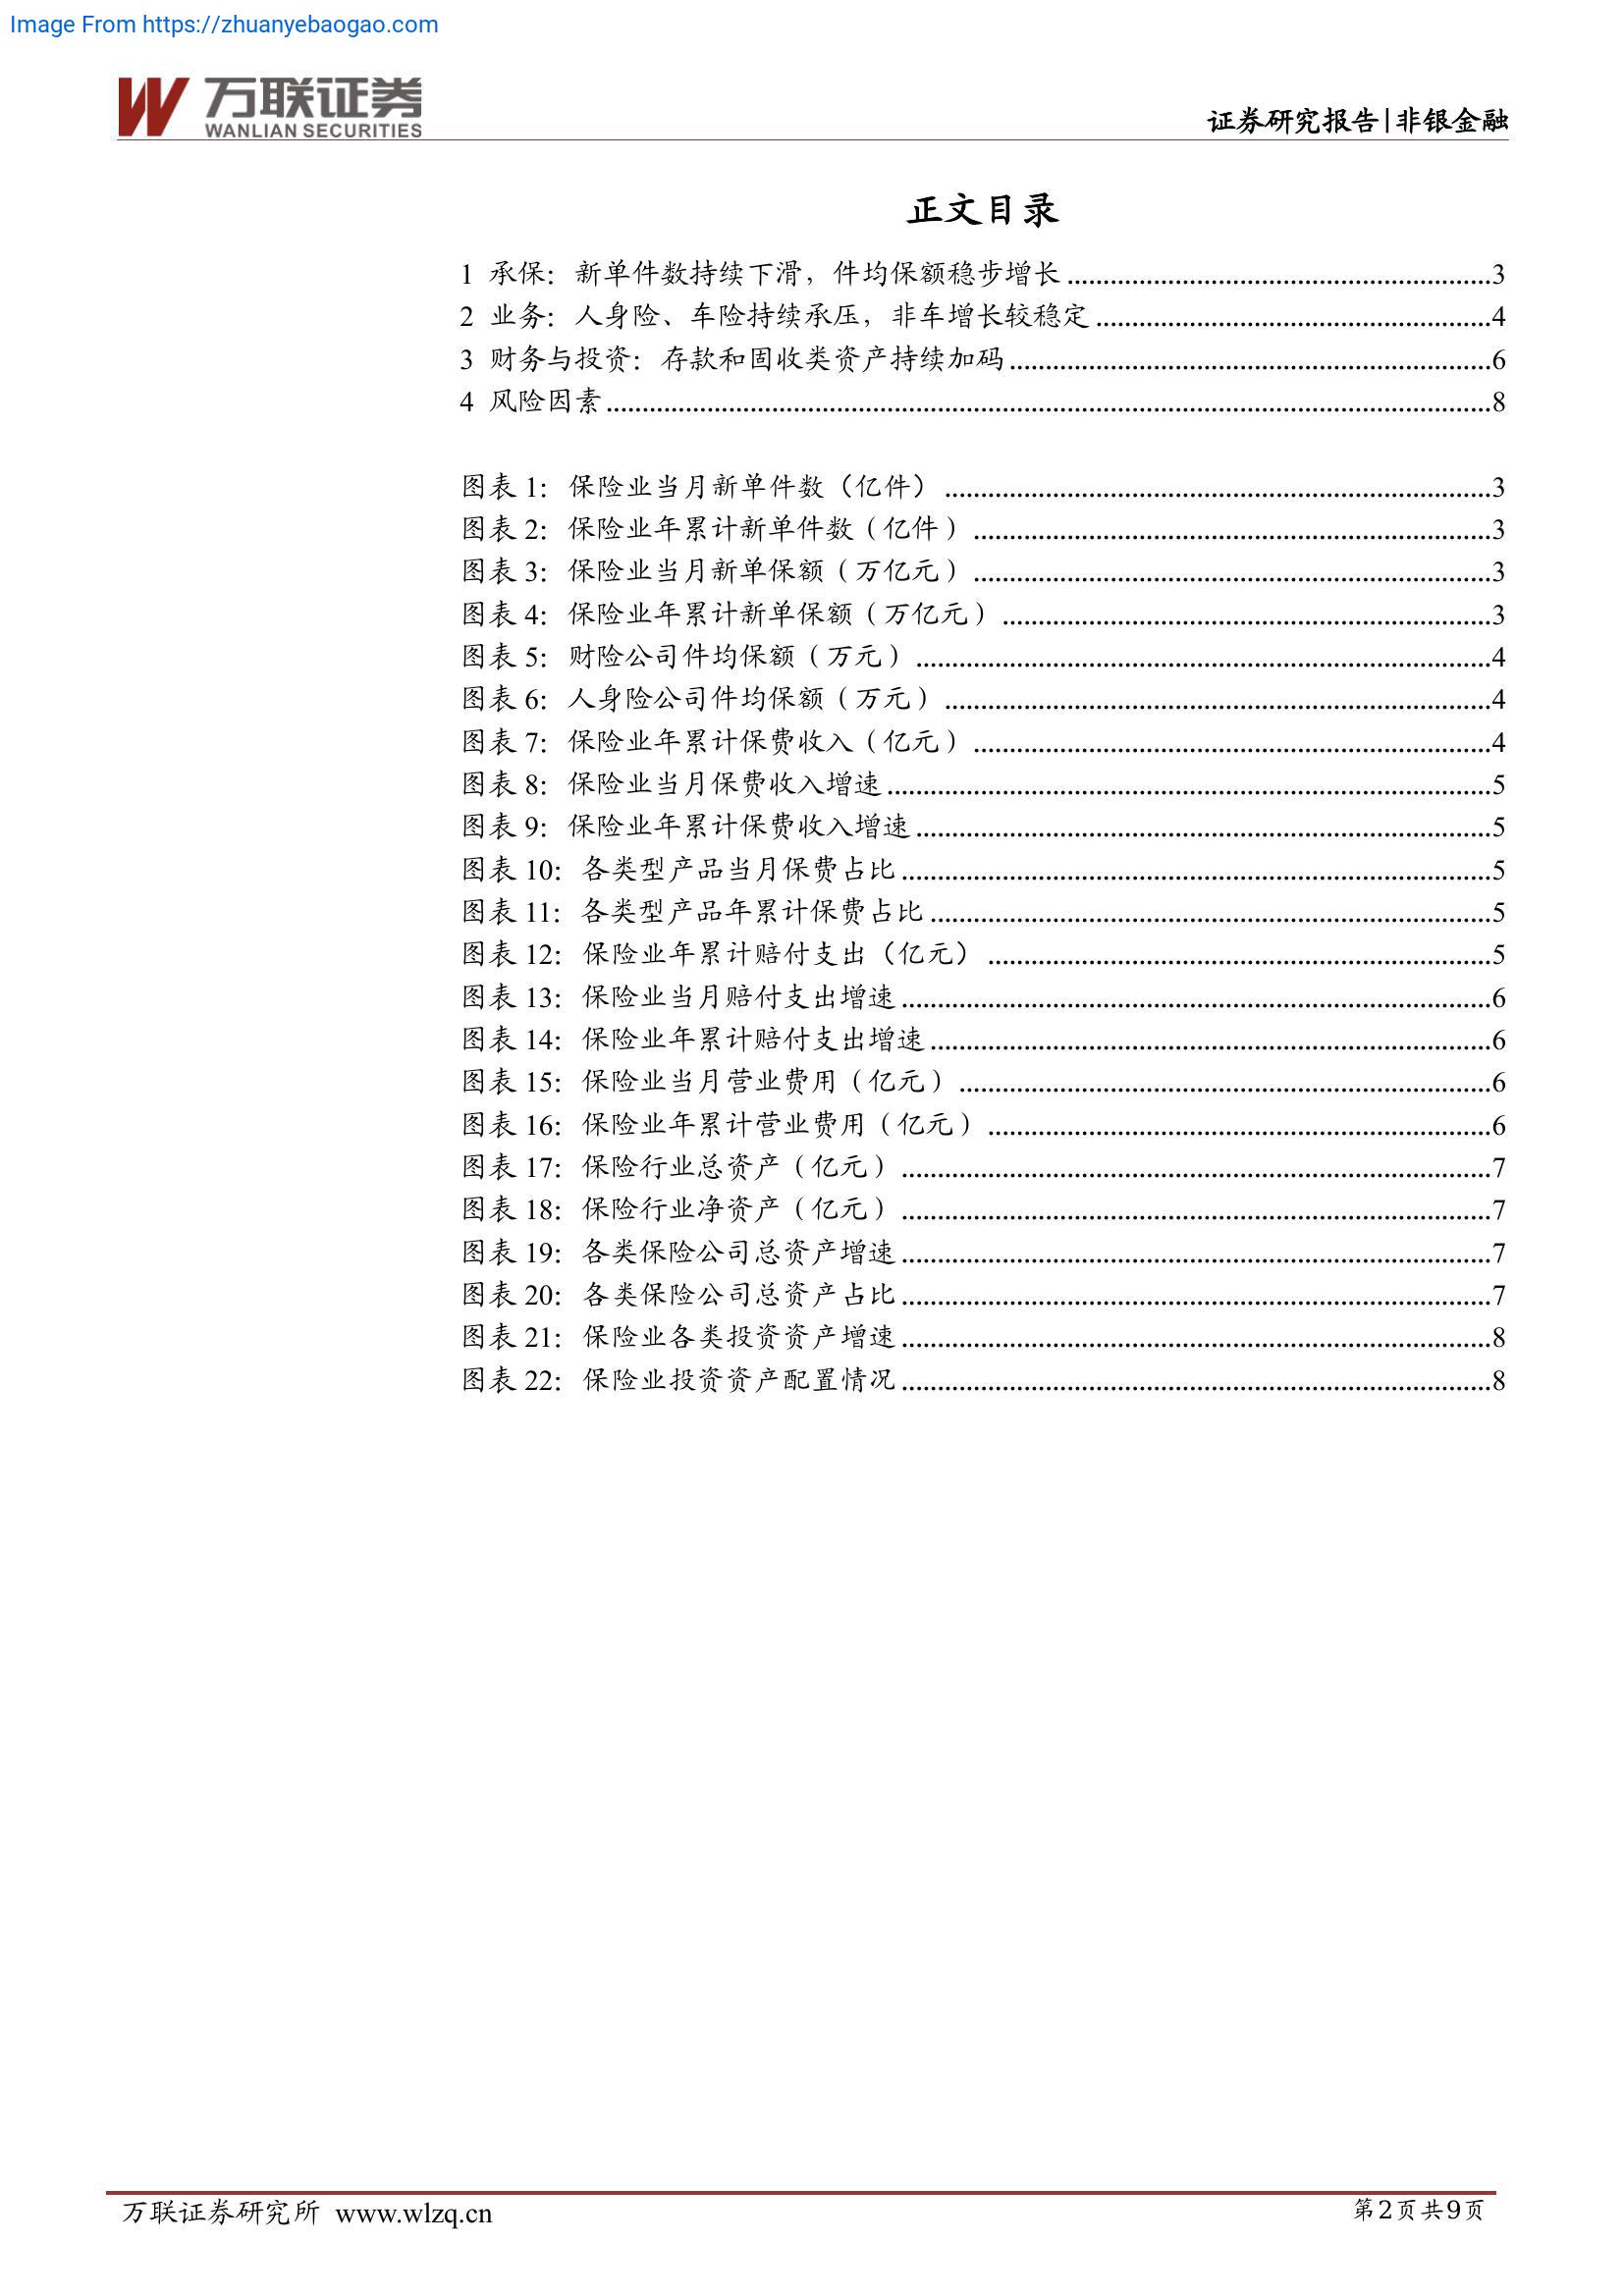 Image From https://zhuanyebaogao.com
万联证券
WANLIAN SECURITIES
证券研究报告|非银金融
正文目录
1 承保：新单件数持续下滑，件均保额稳步增长......3
2 业务：人身险、车险持续承压，非车增长较稳定......4
3 财务与投资：存款和固收类资产持续加码......6
4 风险因素......8
图表 1：保险业当月新单件数（亿件）......3
图表 2：保险业年累计新单件数（亿件）......3
图表 3：保险业当月新单保额（万亿元）......3
图表 4：保险业年累计新单保额（万亿元）......3
图表 5：财险公司件均保额（万元）......4
图表 6：人身险公司件均保额（万元）......4
图表 7：保险业年累计保费收入（亿元）......4
图表 8：保险业当月保费收入增速......5
图表 9：保险业年累计保费收入增速......5
图表 10：各类型产品当月保费占比......5
图表 11：各类型产品年累计保费占比......5
图表 12：保险业年累计赔付支出（亿元）......5
图表 13：保险业当月赔付支出增速......6
图表 14：保险业年累计赔付支出增速......6
图表 15：保险业当月营业费用（亿元）......6
图表 16：保险业年累计营业费用（亿元）......6
图表 17：保险行业总资产（亿元）......7
图表 18：保险行业净资产（亿元）......7
图表 19：各类保险公司总资产增速......7
图表 20：各类保险公司总资产占比......7
图表 21：保险业各类投资资产增速......8
图表 22：保险业投资资产配置情况......8
万联证券研究所 www.wlzq.cn
第2页共9页